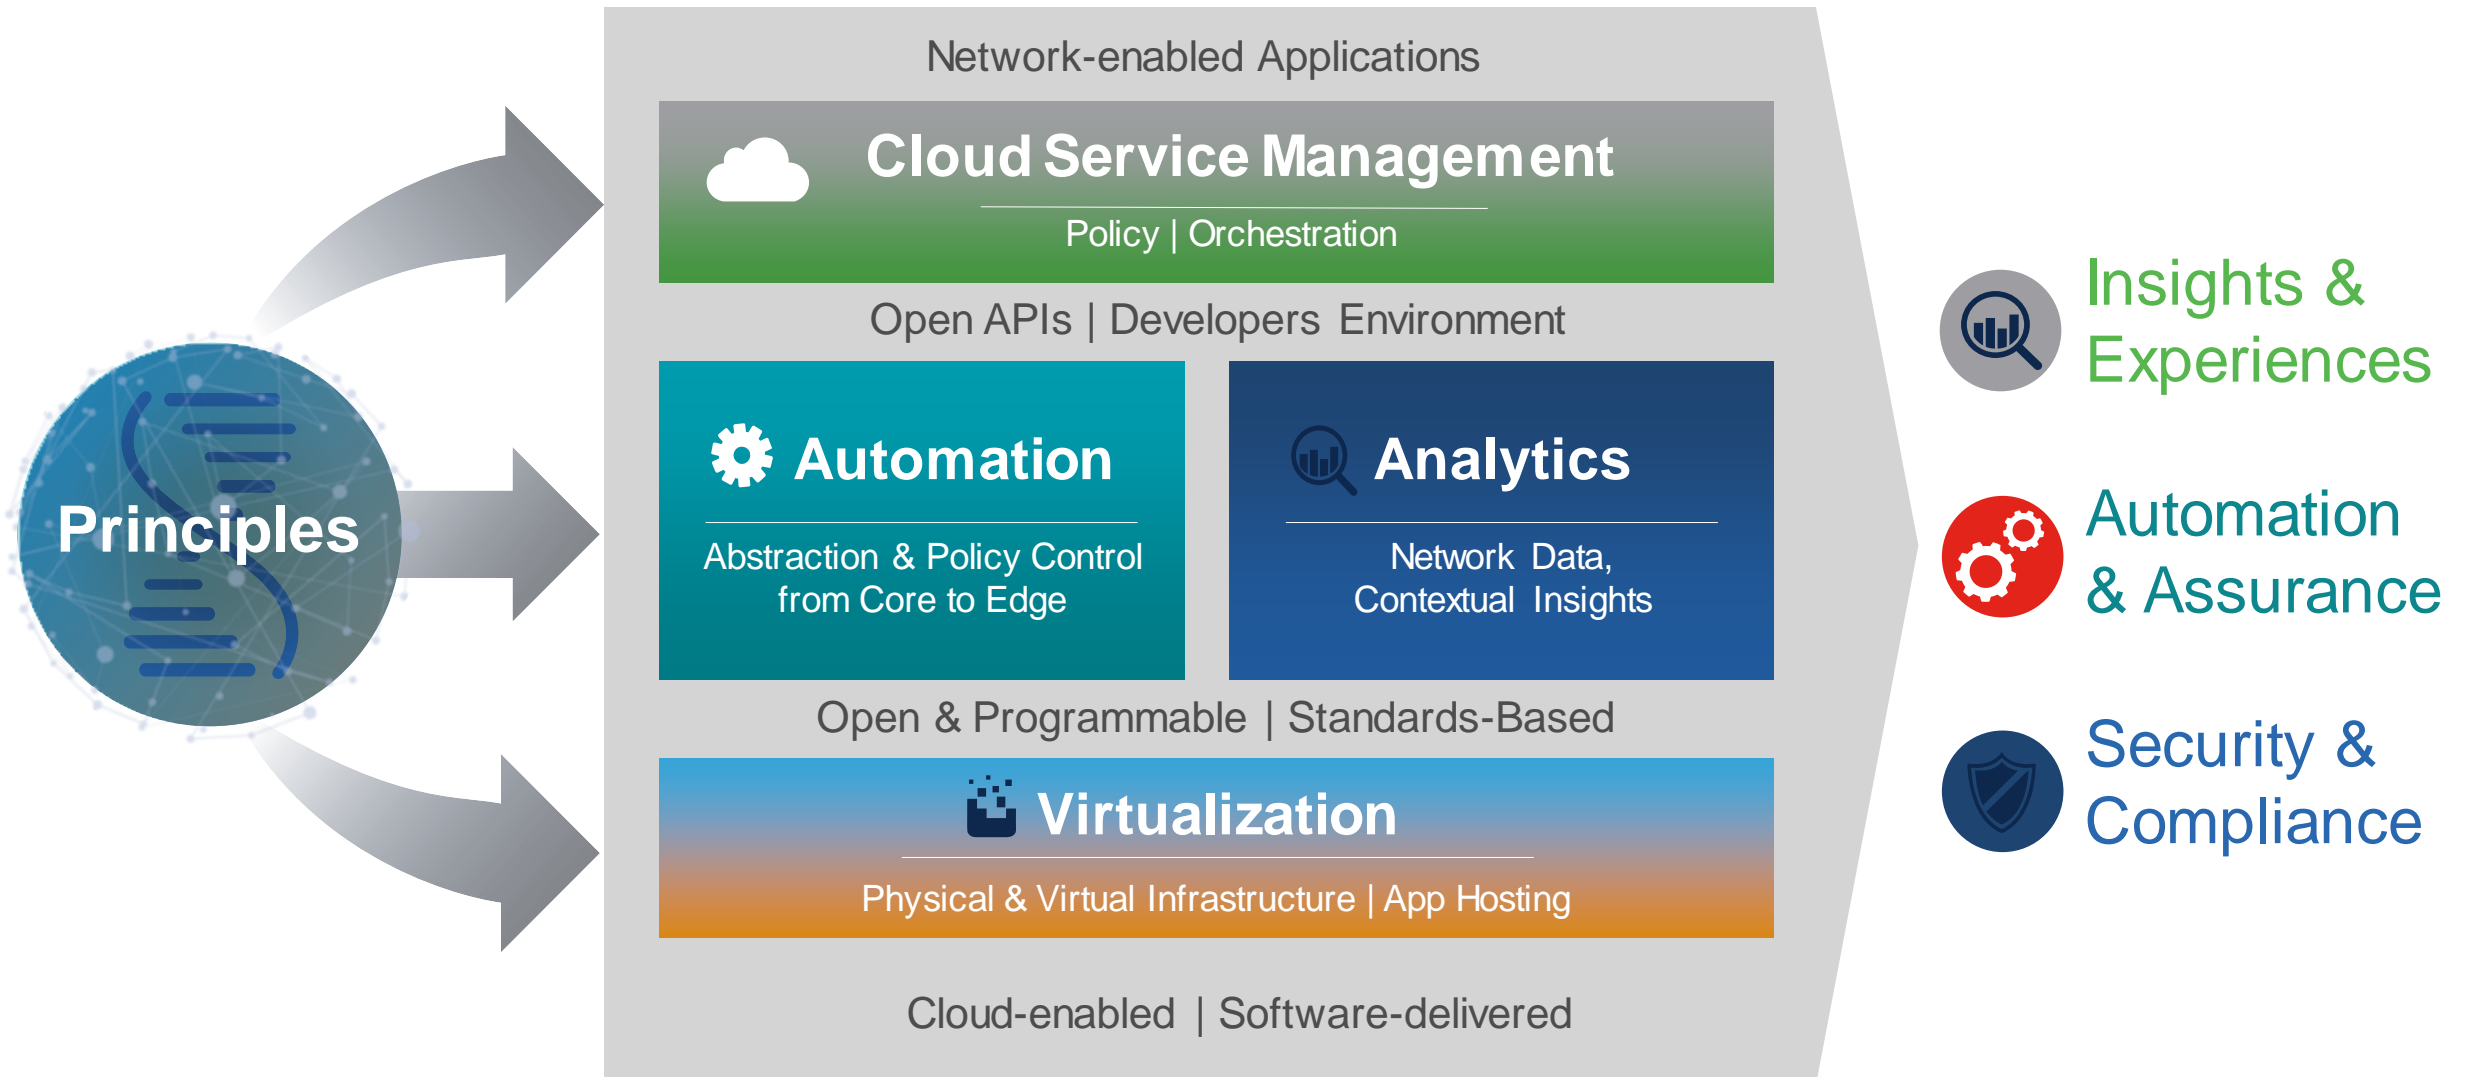 Network-enabled Applications
Cloud Service Management
Policy | Orchestration
Open APIs | Developers Environment
Principles
Automation
Abstraction & Policy Control
from Core to Edge
Analytics
Network Data,
Contextual Insights
Open & Programmable | Standards-Based
Virtualization
Physical & Virtual Infrastructure | App Hosting
Cloud-enabled | Software-delivered
Insights &
Experiences
Automation
& Assurance
Security &
Compliance